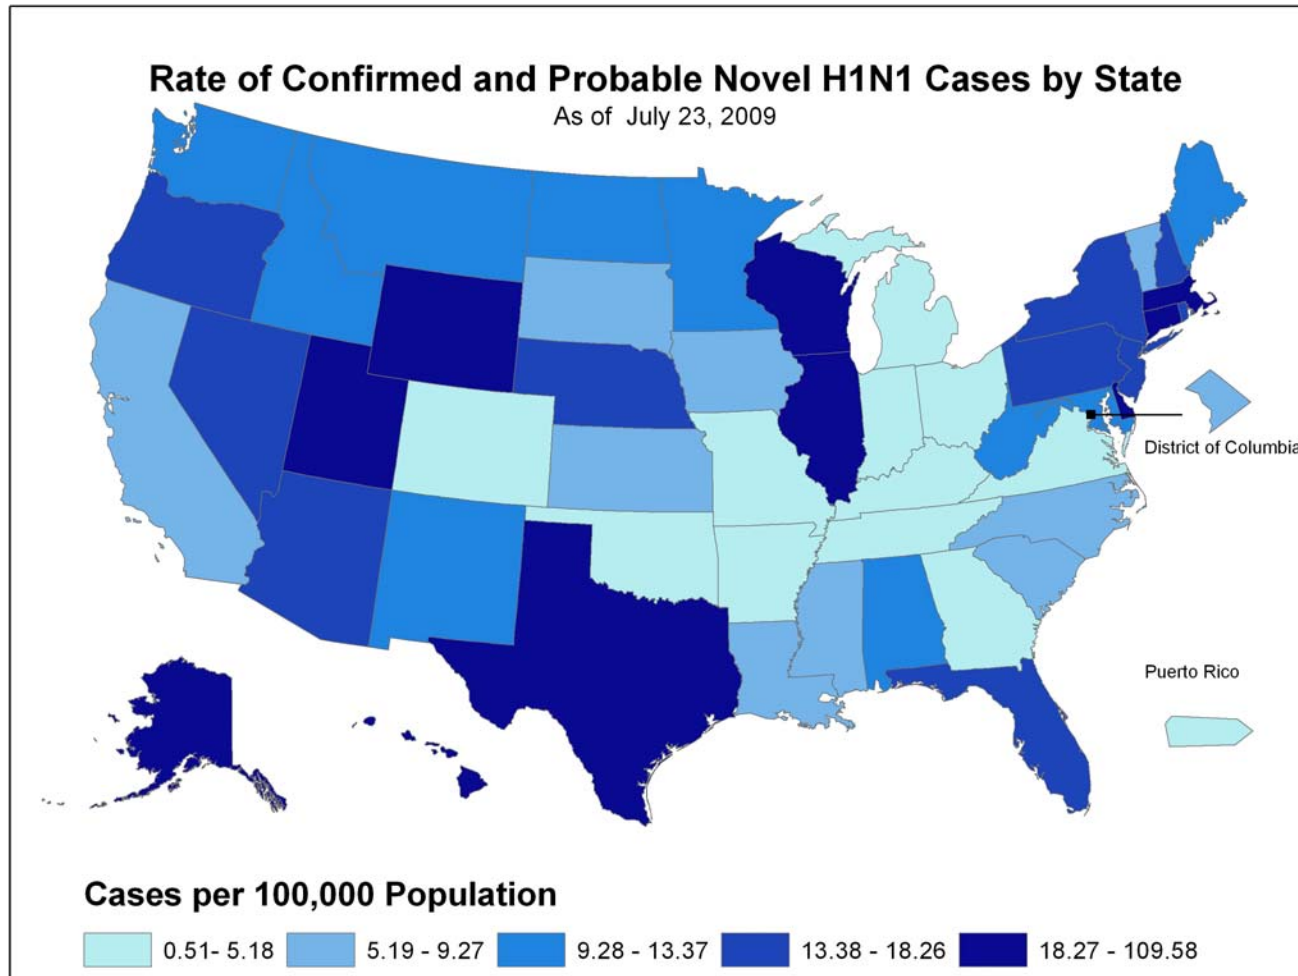 Rate of Confirmed and Probable Novel H1N1 Cases by State
As of July 23, 2009
District of Columbia
Puerto Rico
Cases per 100,000 Population
0.51- 5.18
5.19 - 9.27
9.28 - 13.37
13.38 - 18.26
18.27 - 109.58